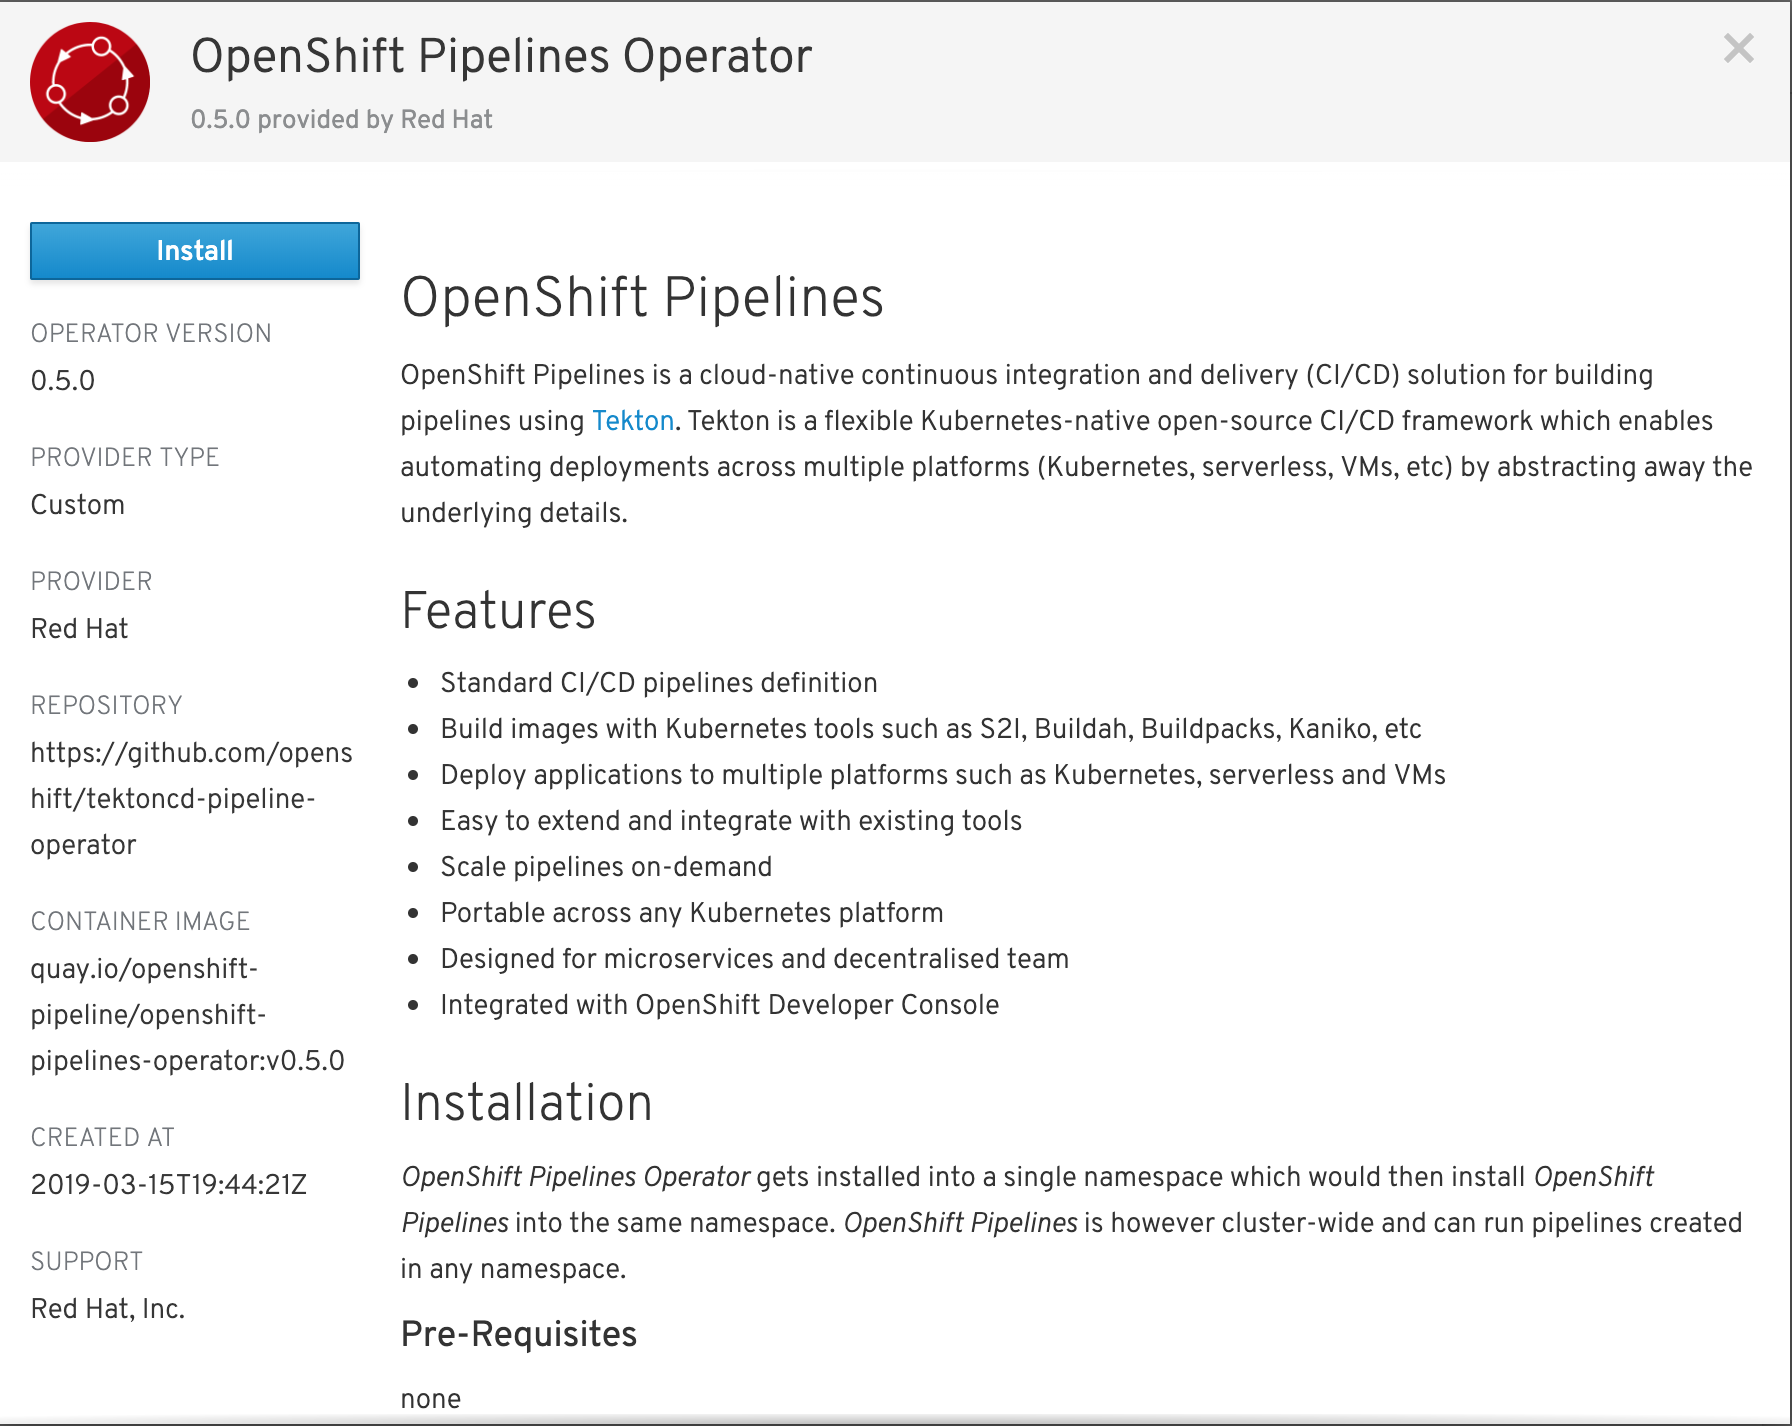 OpenShift Pipelines Operator
0.5.0 provided by Red Hat
Install
OPERATOR VERSION
0.5.0
PROVIDER TYPE
Custom
PROVIDER
Red Hat
REPOSITORY
https://github.com/opens
hift/tektoncd-pipeline-
operator
CONTAINER IMAGE
quay.io/openshift-
pipeline/openshift-
pipelines-operator:v0.5.0
CREATED AT
2019-03-15T19:44:21Z
SUPPORT
Red Hat, Inc.
OpenShift Pipelines
OpenShift Pipelines is a cloud-native continuous integration and delivery (CI/CD) solution for building
pipelines using Tekton. Tekton is a flexible Kubernetes-native open-source CI/CD framework which enables
automating deployments across multiple platforms (Kubernetes, serverless, VMs, etc) by abstracting away the
underlying details.
Features
• Standard CI/CD pipelines definition
• Build images with Kubernetes tools such as S2I, Buildah, Buildpacks, Kaniko, etc
• Deploy applications to multiple platforms such as Kubernetes, serverless and VMs
• Easy to extend and integrate with existing tools
• Scale pipelines on-demand
• Portable across any Kubernetes platform
• Designed for microservices and decentralised team
• Integrated with OpenShift Developer Console
Installation
OpenShift Pipelines Operator gets installed into a single namespace which would then install OpenShift
Pipelines into the same namespace. OpenShift Pipelines is however cluster-wide and can run pipelines created
in any namespace.
Pre-Requisites
none